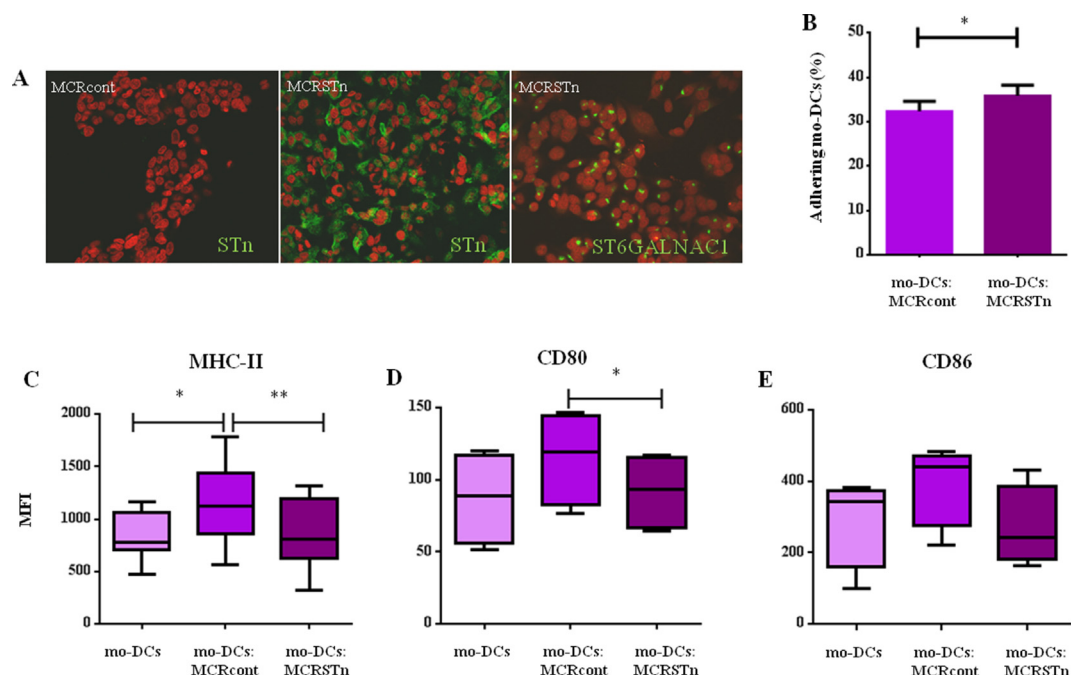 A
MCRcont
STn
MCRSTn
STn
MCRSTn
ST6GALNAC1
B
*
Adhering mo-DCs (%)
50
40
30
20
10
0
mo-DCs:
MCRcont
mo-DCs:
MCRSTn
C
MHC-II
*
**
MFI
2000
1500
1000
500
0
mo-DCs
mo-DCs:
MCRcont
mo-DCs:
MCRSTn
D
CD80
*
150
100
50
0
mo-DCs
mo-DCs:
MCRcont
mo-DCs:
MCRSTn
E
CD86
600
400
200
0
mo-DCs
mo-DCs:
MCRcont
mo-DCs:
MCRSTn